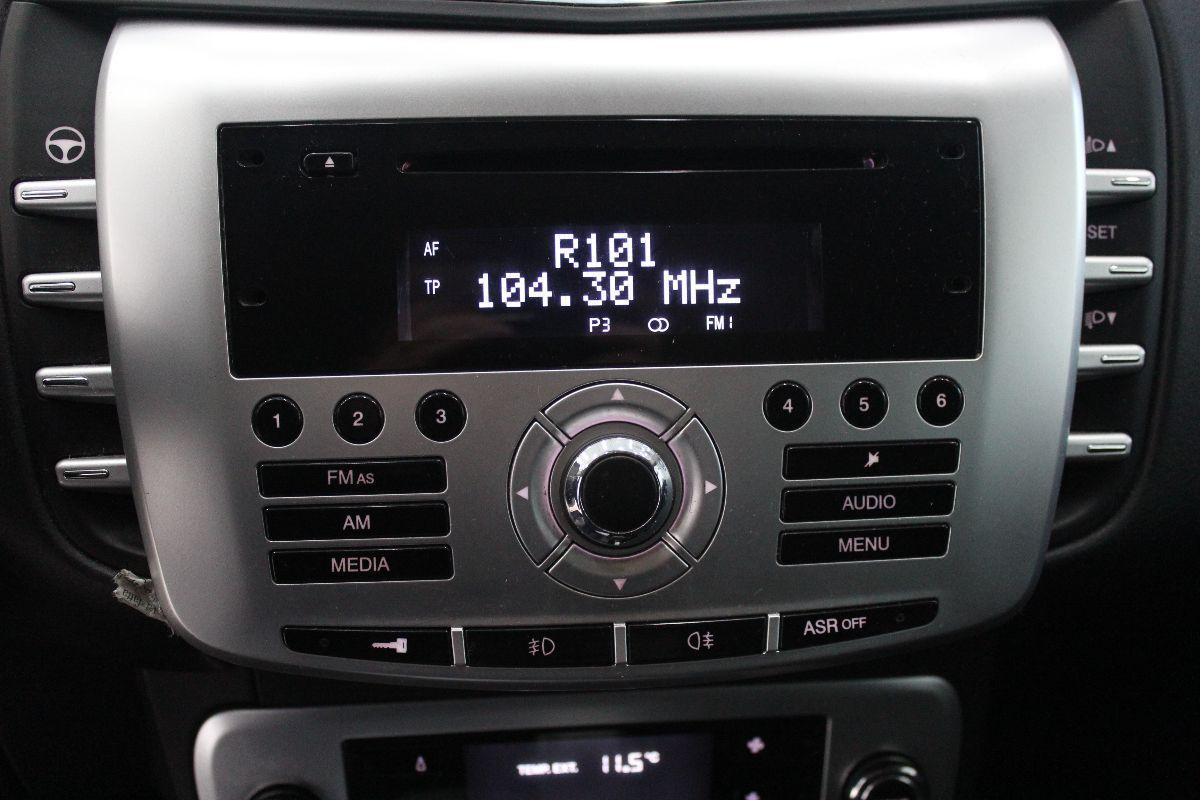 AF R101
TP 104.30 MHz
P3 FM1
SET
1 2 3 4 5 6
FM AS
AM
MEDIA
AUDIO
MENU
ASR OFF
TEMP. EXT. 11.5°C